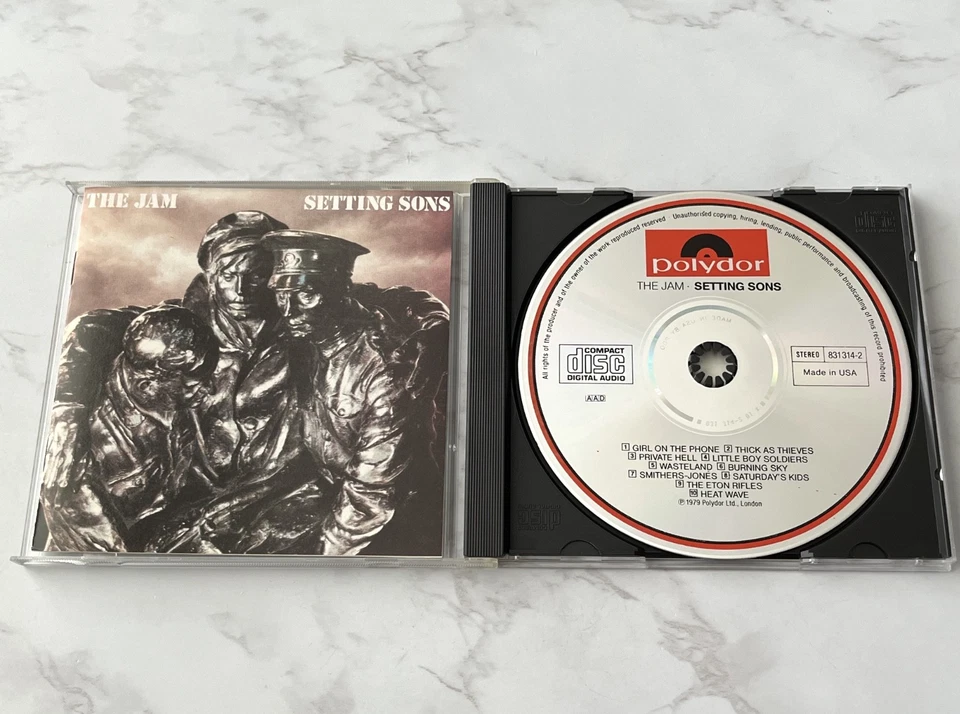 THE JAM SETTING SONS
All rights of the producer and of the owner of the work reproduced reserved · Unauthorised copying, hiring, lending, public performance and broadcasting of this record prohibited
polydor
THE JAM · SETTING SONS
COMPACT
disc
DIGITAL AUDIO
STEREO 831314-2
Made in USA
AAD
1 GIRL ON THE PHONE 2 THICK AS THIEVES
3 PRIVATE HELL 4 LITTLE BOY SOLDIERS
5 WASTELAND 6 BURNING SKY
7 SMITHERS-JONES 8 SATURDAY'S KIDS
9 THE ETON RIFLES
10 HEAT WAVE
℗ 1979 Polydor Ltd., London
disc